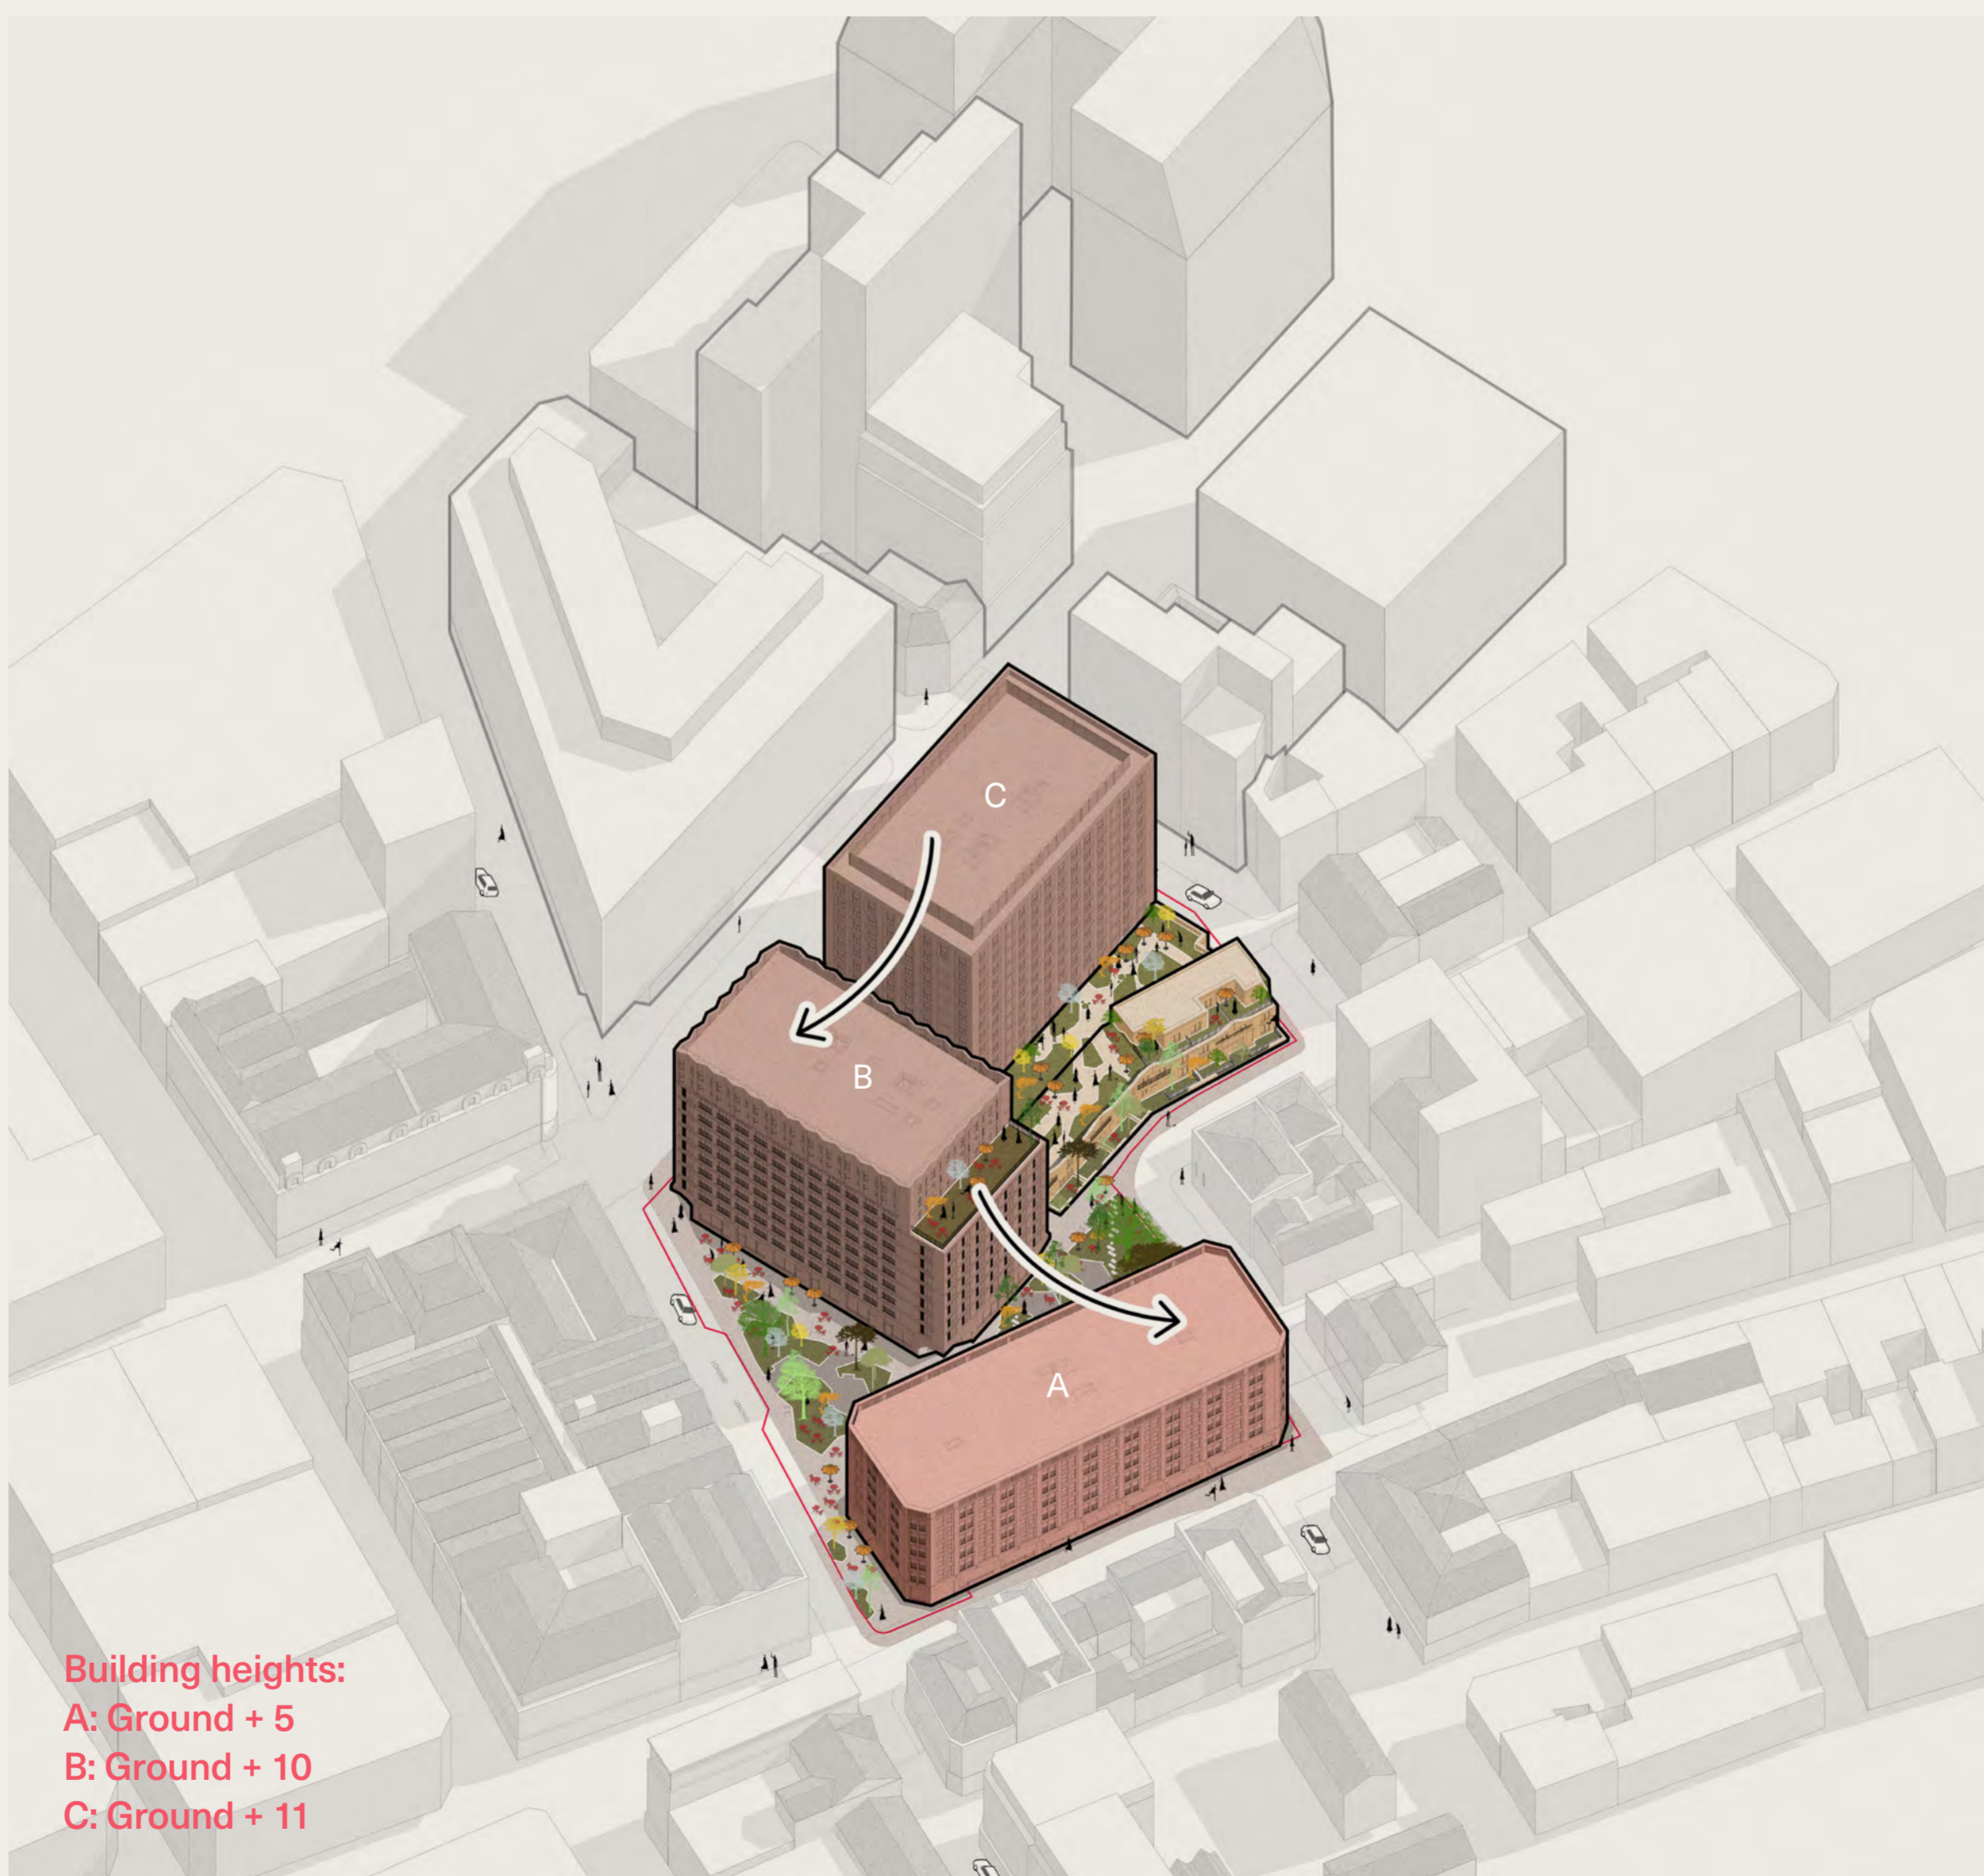 C
B
A
Building heights:
A: Ground + 5
B: Ground + 10
C: Ground + 11